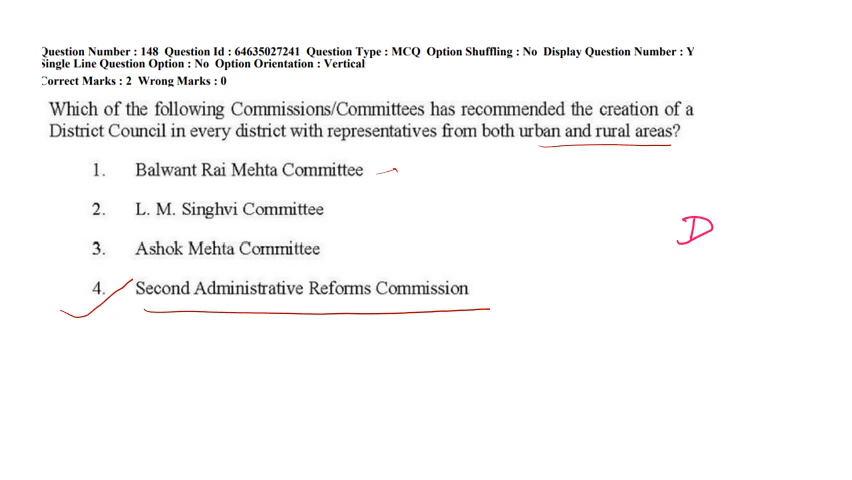 Question Number : 148 Question Id : 64635027241 Question Type : MCQ Option Shuffling : No Display Question Number : Y
Single Line Question Option : No Option Orientation : Vertical
Correct Marks : 2 Wrong Marks : 0
Which of the following Commissions/Committees has recommended the creation of a
District Council in every district with representatives from both urban and rural areas?
1. Balwant Rai Mehta Committee
2. L. M. Singhvi Committee
3. Ashok Mehta Committee
4. Second Administrative Reforms Commission
D